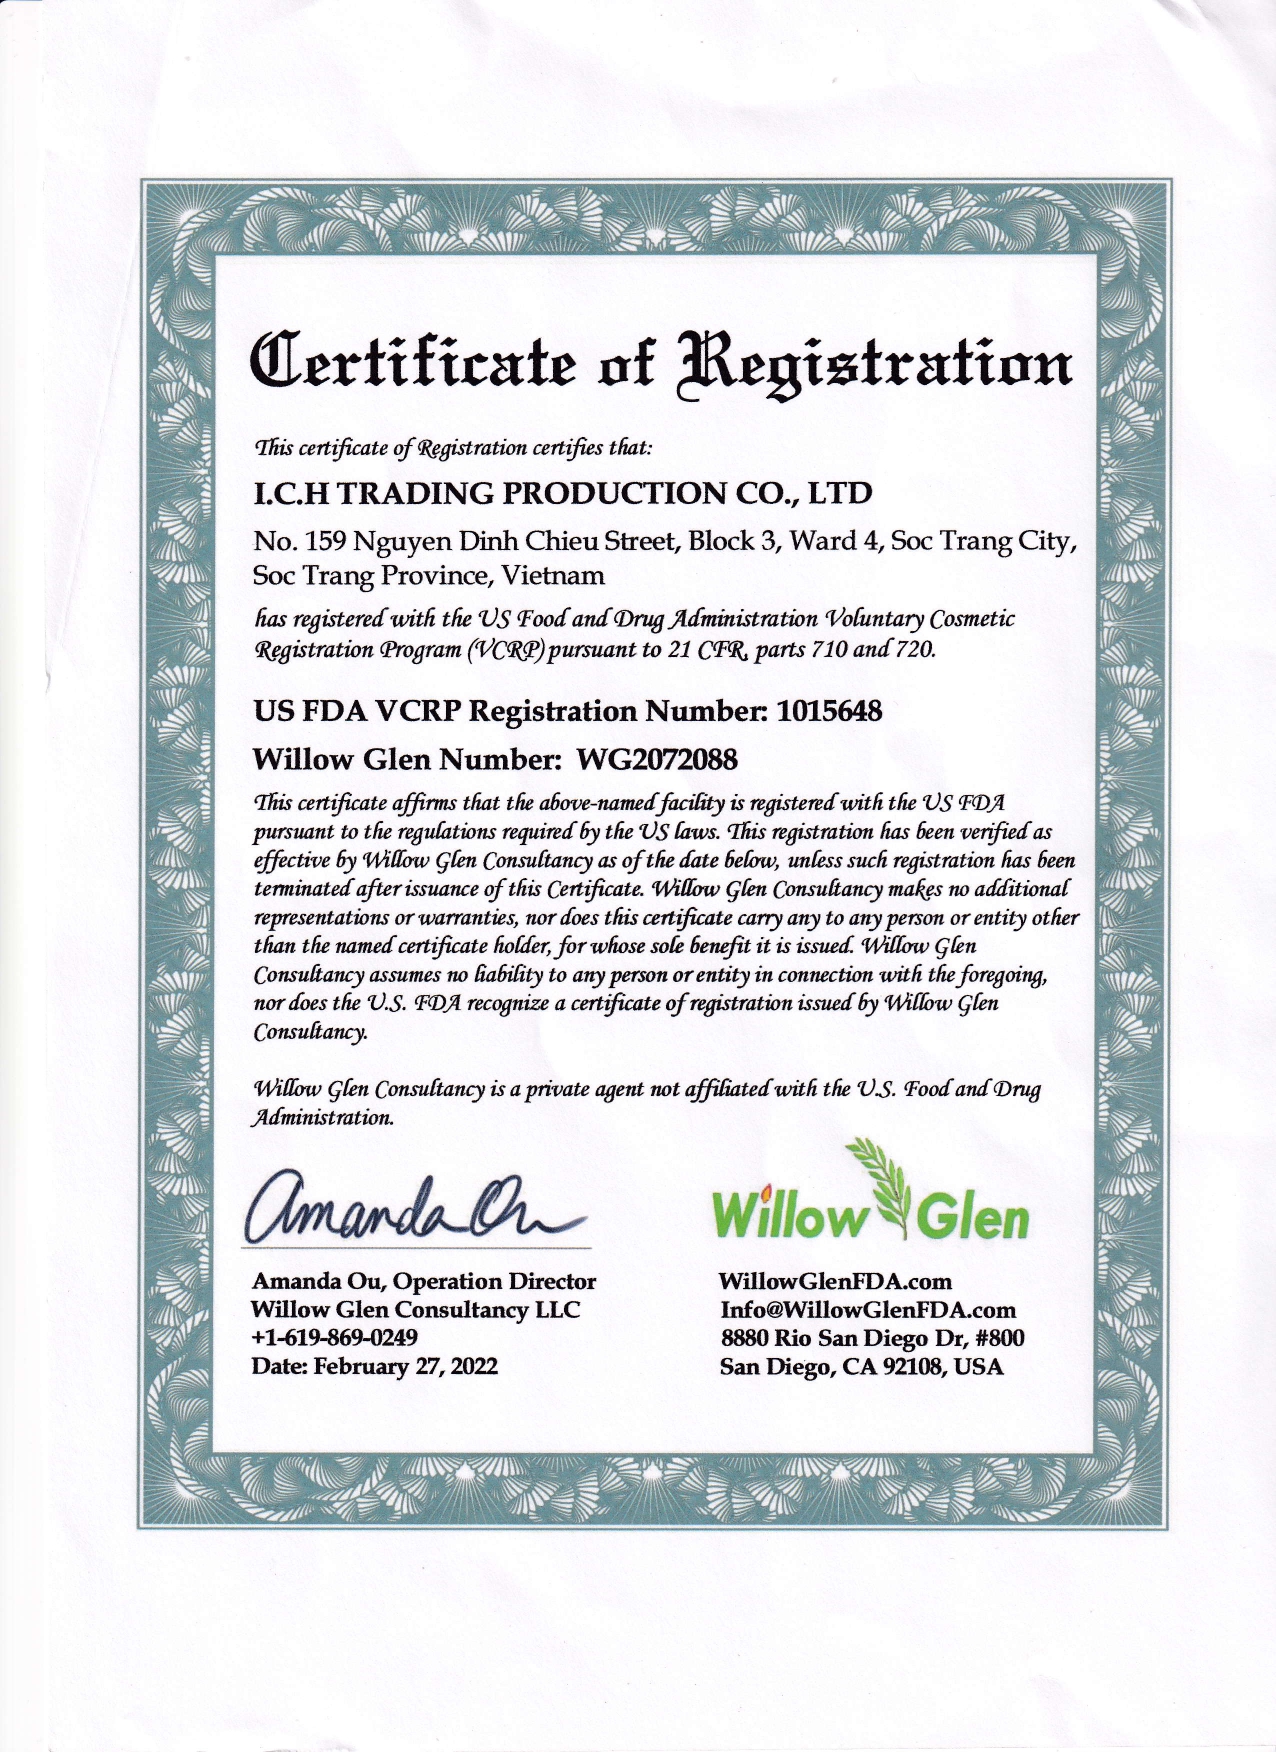 Certificate of Registration
This certificate of Registration certifies that:
I.C.H TRADING PRODUCTION CO., LTD
No. 159 Nguyen Dinh Chieu Street, Block 3, Ward 4, Soc Trang City,
Soc Trang Province, Vietnam
has registered with the US Food and Drug Administration Voluntary Cosmetic
Registration Program (VCRP) pursuant to 21 CFR, parts 710 and 720.
US FDA VCRP Registration Number: 1015648
Willow Glen Number: WG2072088
This certificate affirms that the above-named facility is registered with the US FDA
pursuant to the regulations required by the US laws. This registration has been verified as
effective by Willow Glen Consultancy as of the date below, unless such registration has been
terminated after issuance of this Certificate. Willow Glen Consultancy makes no additional
representations or warranties, nor does this certificate carry any to any person or entity other
than the named certificate holder, for whose sole benefit it is issued. Willow Glen
Consultancy assumes no liability to any person or entity in connection with the foregoing,
nor does the U.S. FDA recognize a certificate of registration issued by Willow Glen
Consultancy.
Willow Glen Consultancy is a private agent not affiliated with the U.S. Food and Drug
Administration.
Amanda Ou
Willow Glen
Amanda Ou, Operation Director
Willow Glen Consultancy LLC
+1-619-869-0249
Date: February 27, 2022
WillowGlenFDA.com
Info@WillowGlenFDA.com
8880 Rio San Diego Dr, #800
San Diego, CA 92108, USA